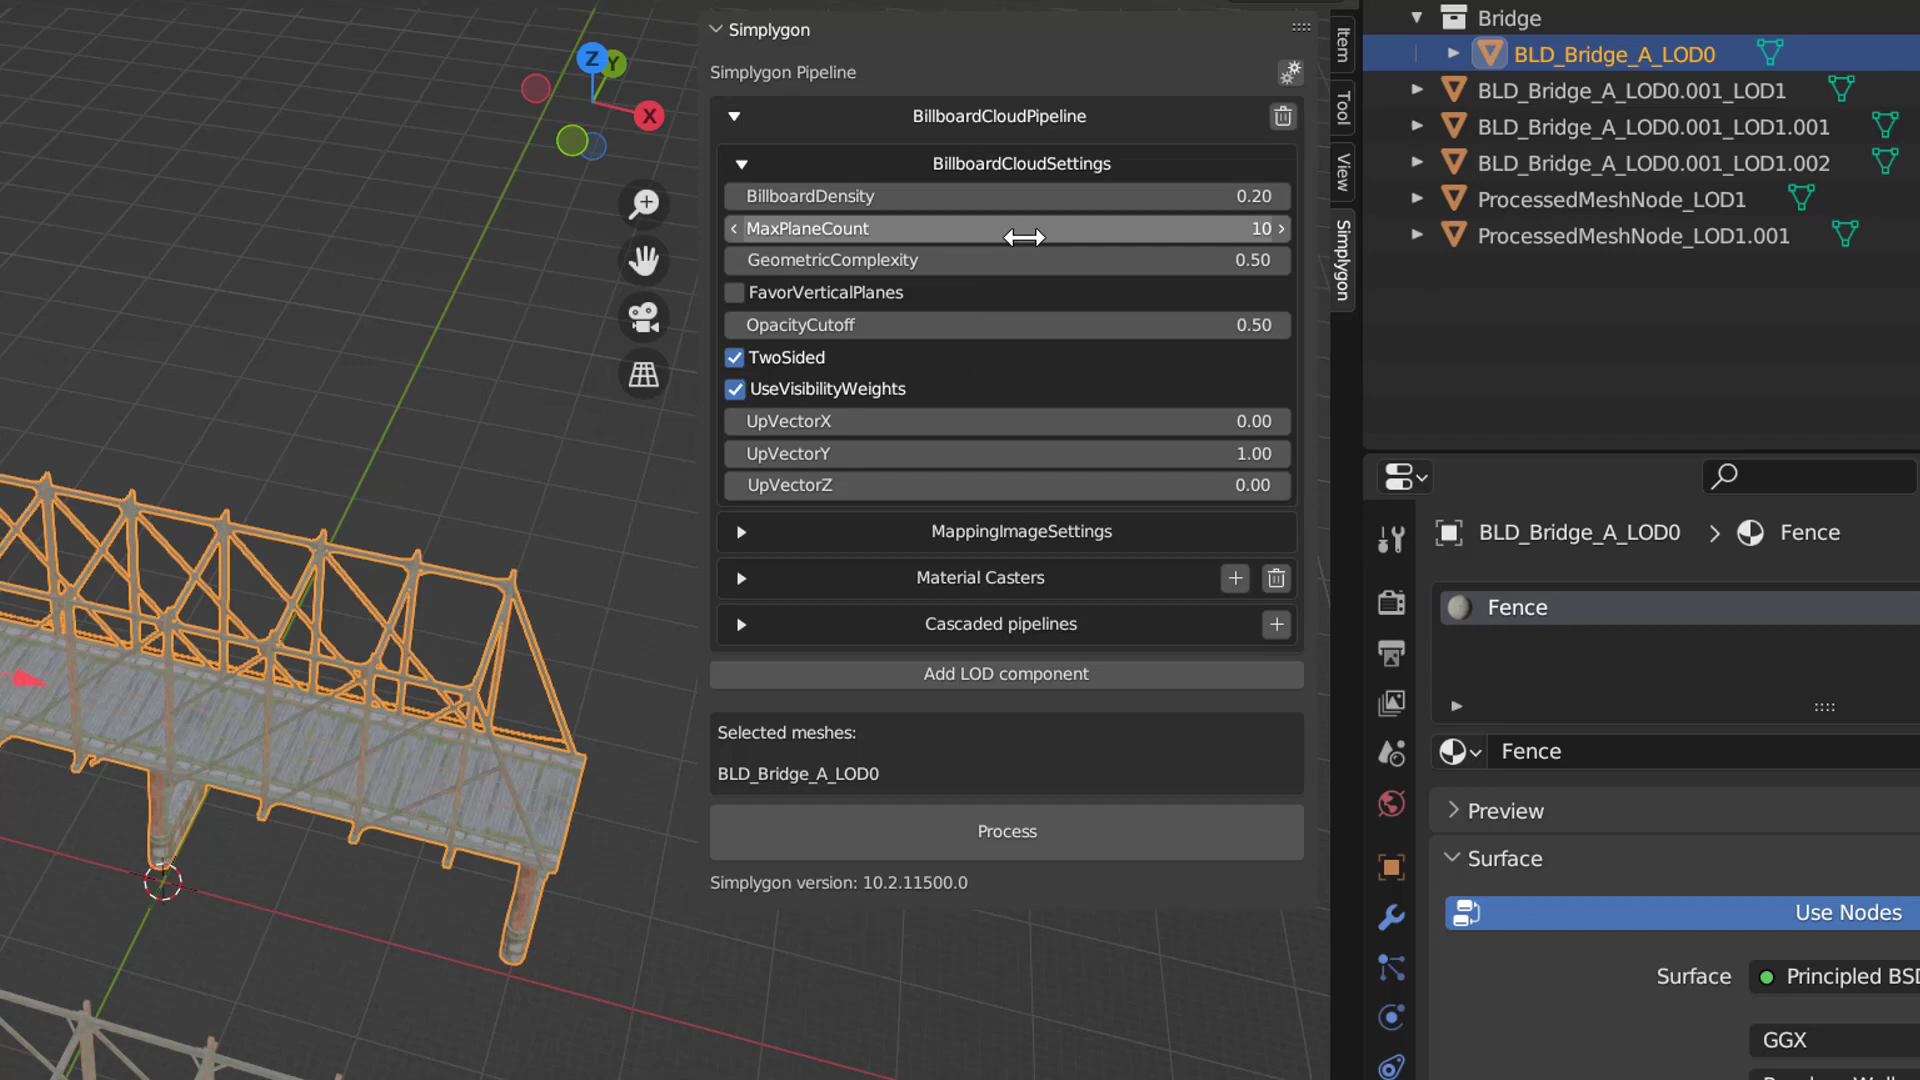 Simplygon
Simplygon Pipeline
BillboardCloudPipeline
BillboardCloudSettings
BillboardDensity 0.20
MaxPlaneCount 10
GeometricComplexity 0.50
FavorVerticalPlanes
OpacityCutoff 0.50
TwoSided
UseVisibilityWeights
UpVectorX 0.00
UpVectorY 1.00
UpVectorZ 0.00
MappingImageSettings
Material Casters
Cascaded pipelines
Add LOD component
Selected meshes:
BLD_Bridge_A_LOD0
Process
Simplygon version: 10.2.11500.0
Z
Y
X
Item
Tool
View
Simplygon
Bridge
BLD_Bridge_A_LOD0
BLD_Bridge_A_LOD0.001_LOD1
BLD_Bridge_A_LOD0.001_LOD1.001
BLD_Bridge_A_LOD0.001_LOD1.002
ProcessedMeshNode_LOD1
ProcessedMeshNode_LOD1.001
BLD_Bridge_A_LOD0 > Fence
Fence
Fence
Preview
Surface
Use Nodes
Surface Principled BSD
GGX